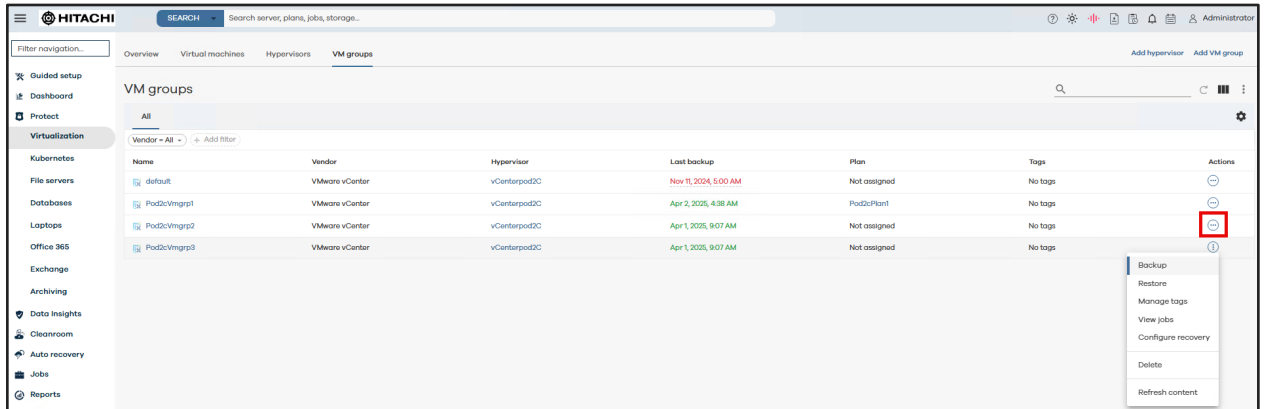 HITACHI SEARCH Search server, plans, jobs, storage... Administrator
Filter navigation...
Overview Virtual machines Hypervisors VM groups Add hypervisor Add VM group
Guided setup
Dashboard
Protect
Virtualization
Kubernetes
File servers
Databases
Laptops
Office 365
Exchange
Archiving
Data Insights
Cleanroom
Auto recovery
Jobs
Reports
VM groups
All
Vendor = All + Add filter
Name Vendor Hypervisor Last backup Plan Tags Actions
default VMware vCenter vCenterpod2C Nov 11, 2024, 5:00 AM Not assigned No tags
Pod2cVmgrp1 VMware vCenter vCenterpod2C Apr 2, 2025, 4:38 AM Pod2cPlan1 No tags
Pod2cVmgrp2 VMware vCenter vCenterpod2C Apr 1, 2025, 9:07 AM Not assigned No tags
Pod2cVmgrp3 VMware vCenter vCenterpod2C Apr 1, 2025, 9:07 AM Not assigned No tags
Backup
Restore
Manage tags
View jobs
Configure recovery
Delete
Refresh content